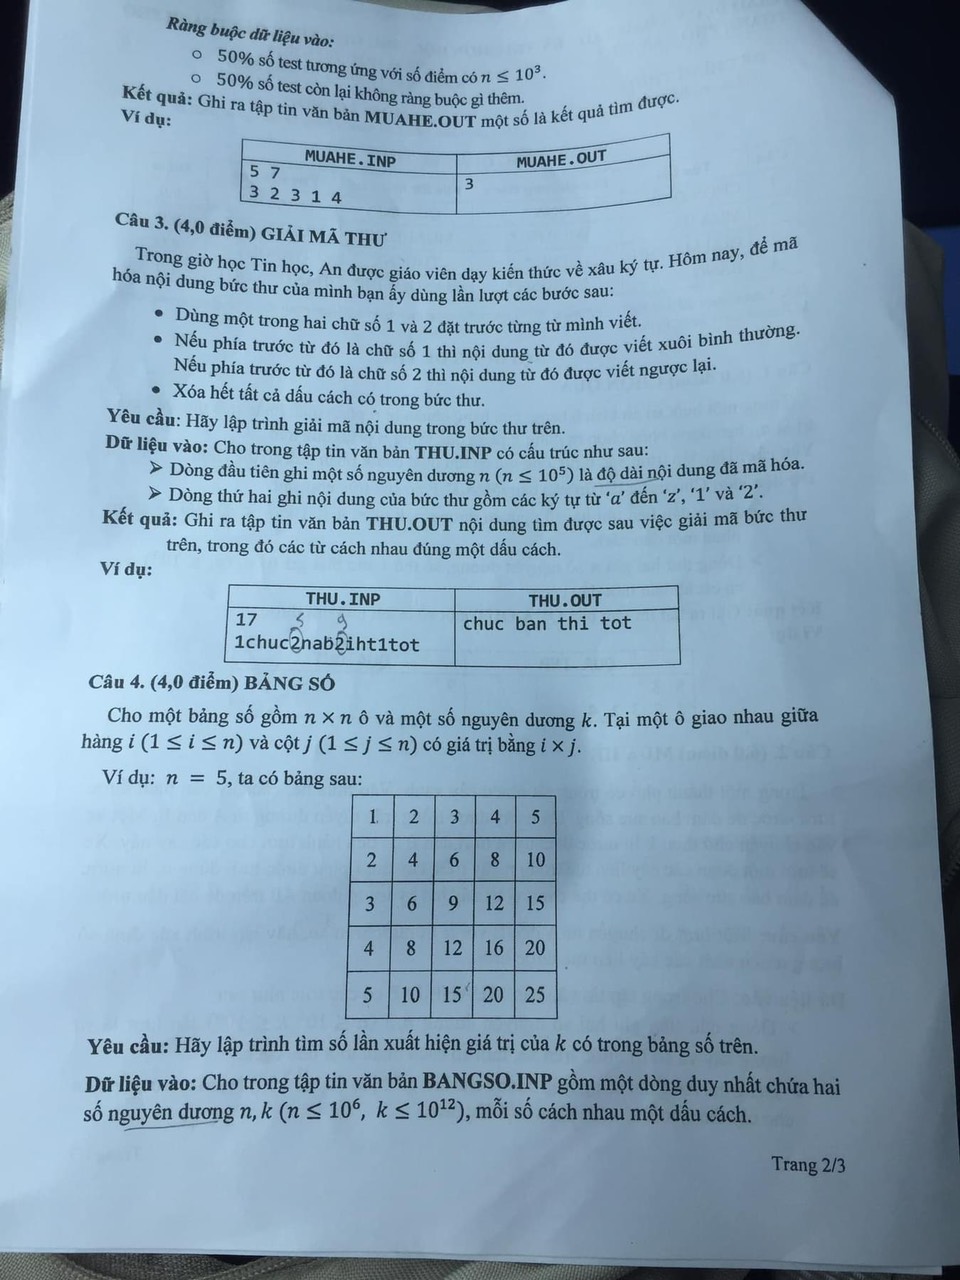 Ràng buộc dữ liệu vào:
○ 50% số test tương ứng với số điểm có n ≤ 10³.
○ 50% số test còn lại không ràng buộc gì thêm.
Kết quả: Ghi ra tập tin văn bản MUAHE.OUT một số là kết quả tìm được.
Ví dụ:
MUAHE.INP MUAHE.OUT
5 7 3
3 2 3 1 4
Câu 3. (4,0 điểm) GIẢI MÃ THƯ
Trong giờ học Tin học, An được giáo viên dạy kiến thức về xâu ký tự. Hôm nay, để mã
hóa nội dung bức thư của mình bạn ấy dùng lần lượt các bước sau:
• Dùng một trong hai chữ số 1 và 2 đặt trước từng từ mình viết.
• Nếu phía trước từ đó là chữ số 1 thì nội dung từ đó được viết xuôi bình thường.
Nếu phía trước từ đó là chữ số 2 thì nội dung từ đó được viết ngược lại.
• Xóa hết tất cả dấu cách có trong bức thư.
Yêu cầu: Hãy lập trình giải mã nội dung trong bức thư trên.
Dữ liệu vào: Cho trong tập tin văn bản THU.INP có cấu trúc như sau:
➢ Dòng đầu tiên ghi một số nguyên dương n (n ≤ 10⁵) là độ dài nội dung đã mã hóa.
➢ Dòng thứ hai ghi nội dung của bức thư gồm các ký tự từ ‘a’ đến ‘z’, ‘1’ và ‘2’.
Kết quả: Ghi ra tập tin văn bản THU.OUT nội dung tìm được sau việc giải mã bức thư
trên, trong đó các từ cách nhau đúng một dấu cách.
Ví dụ:
THU.INP THU.OUT
17 5 9 chuc ban thi tot
1chuc2nab2iht1tot
Câu 4. (4,0 điểm) BẢNG SỐ
Cho một bảng số gồm n × n ô và một số nguyên dương k. Tại một ô giao nhau giữa
hàng i (1 ≤ i ≤ n) và cột j (1 ≤ j ≤ n) có giá trị bằng i × j.
Ví dụ: n = 5, ta có bảng sau:
1 2 3 4 5
2 4 6 8 10
3 6 9 12 15
4 8 12 16 20
5 10 15 20 25
Yêu cầu: Hãy lập trình tìm số lần xuất hiện giá trị của k có trong bảng số trên.
Dữ liệu vào: Cho trong tập tin văn bản BANGSO.INP gồm một dòng duy nhất chứa hai
số nguyên dương n, k (n ≤ 10⁶, k ≤ 10¹²), mỗi số cách nhau một dấu cách.
Trang 2/3